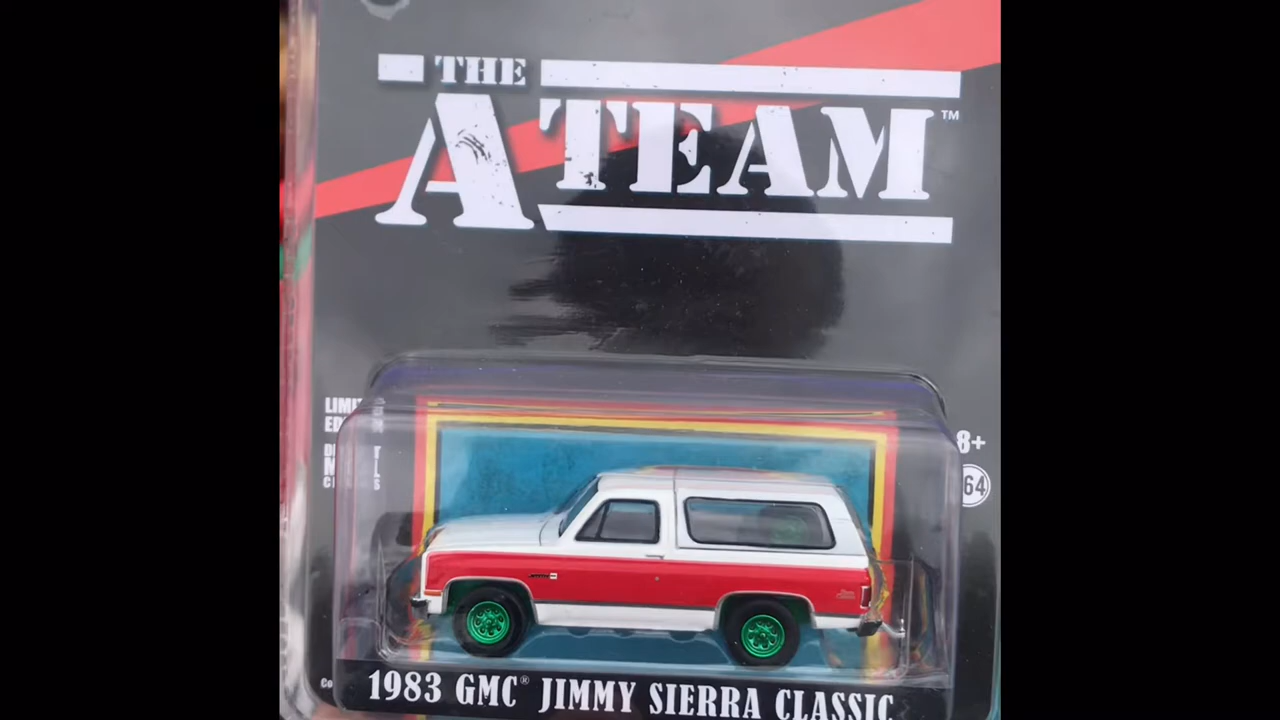 THE
A TEAM™
8+
64
1983 GMC® JIMMY SIERRA CLASSIC